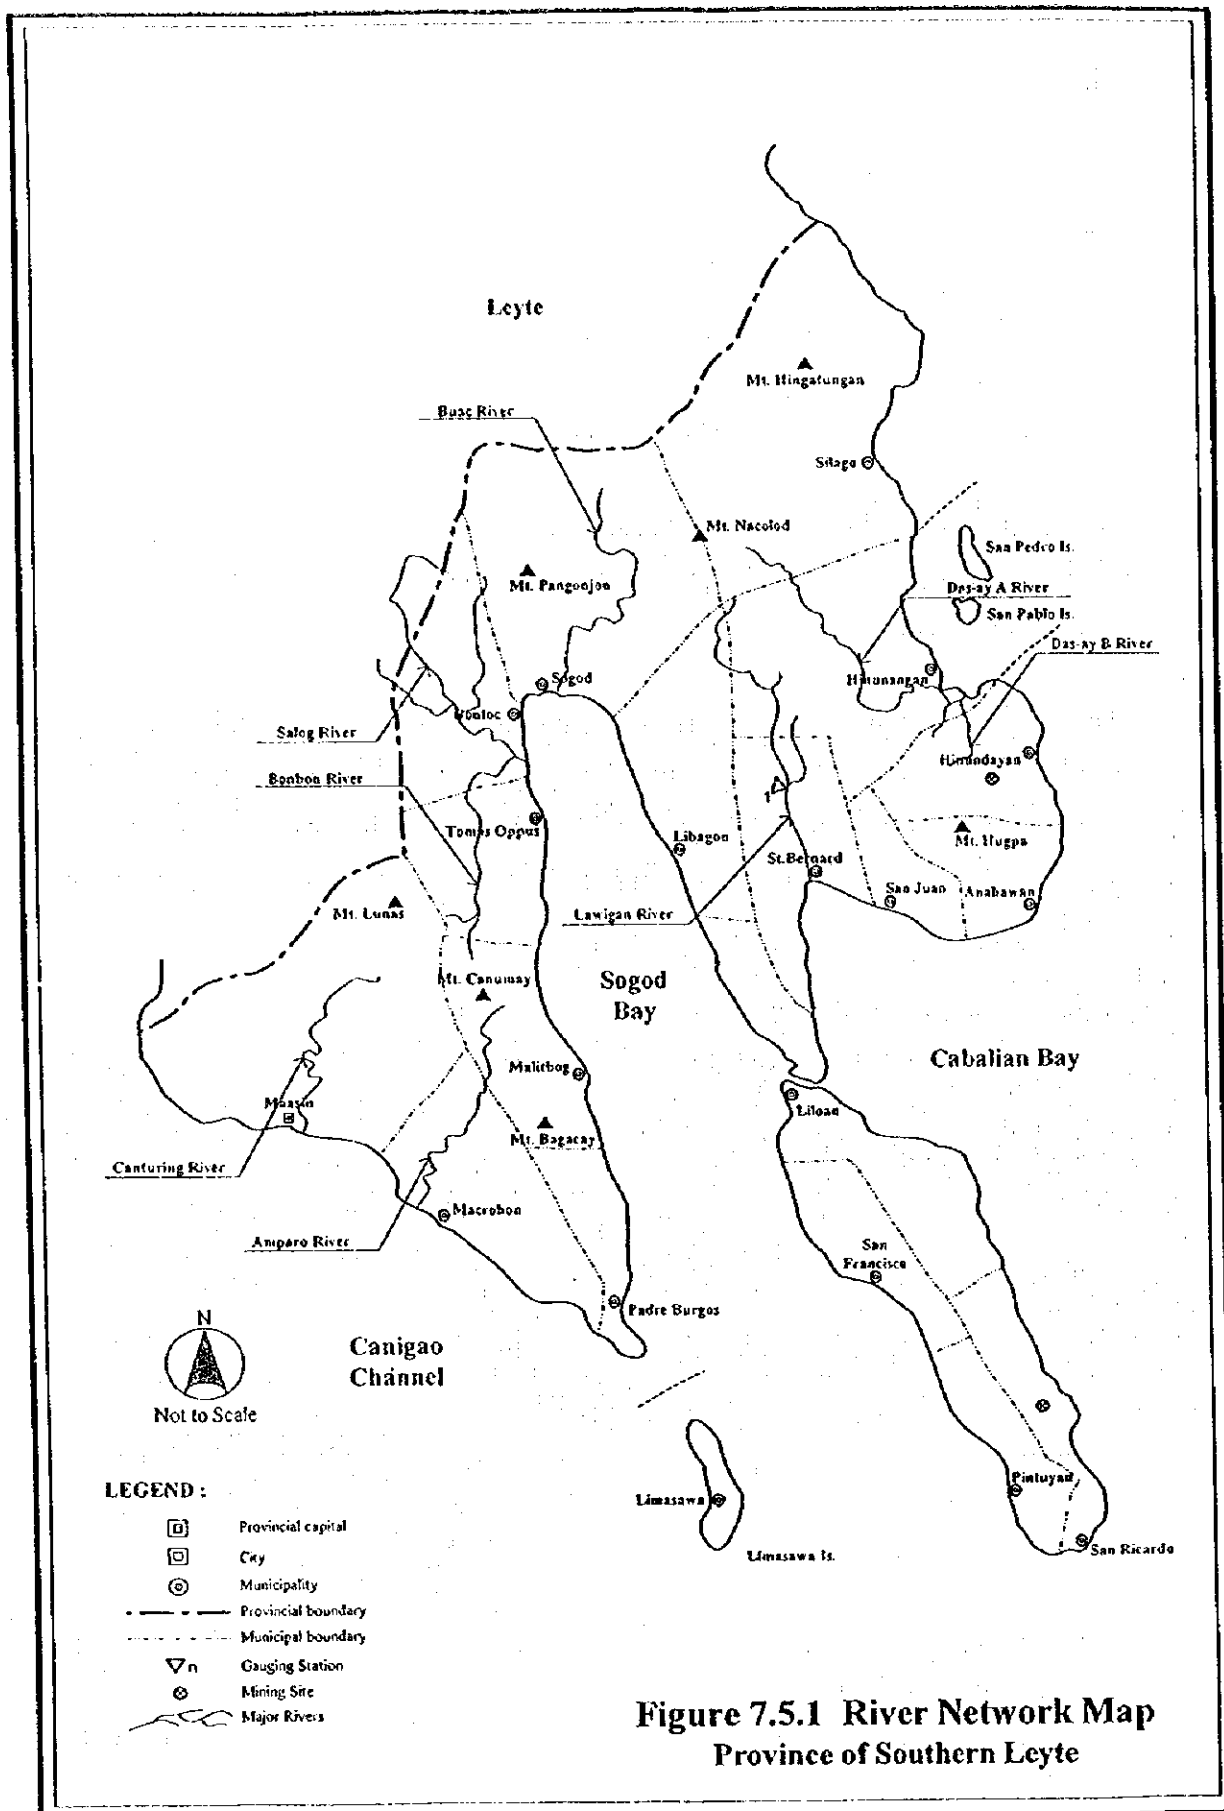 Leyte
Mt. Hingatungan
Buac River
Silago
Mt. Nacolod
San Pedro Is.
Mt. Pangonjon
Das-ay A River
San Pablo Is.
Das-ay B River
Hinunangan
Sogod
Bontoc
Salog River
Hinundayan
Bonbon River
Tomas Oppus
Libagon
Mt. Hugpa
St. Bernard
San Juan
Anahawan
Mt. Lunas
Lawigan River
Mt. Canumay
Sogod
Bay
Cabalian Bay
Malitbog
Maasin
Liloan
Mt. Bagacay
Canturing River
Macrohon
Amparo River
San
Francisco
Padre Burgos
N
Canigao
Channel
Not to Scale
Pintuyan
Limasawa
San Ricardo
Limasawa Is.
LEGEND :
Provincial capital
City
Municipality
Provincial boundary
Municipal boundary
n Gauging Station
Mining Site
Major Rivers
Figure 7.5.1 River Network Map
Province of Southern Leyte